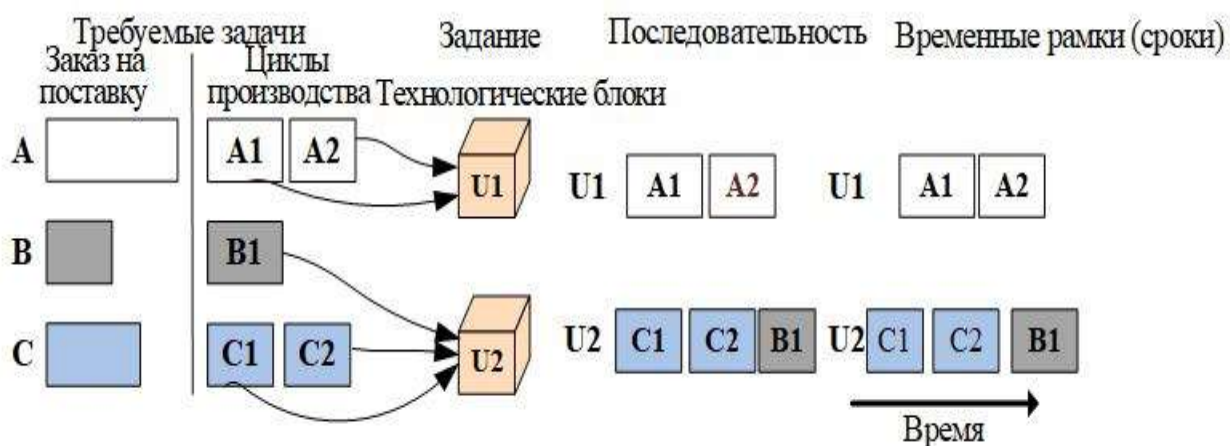 Требуемые задачи
Заказ на
поставку
Циклы
производства
Задание
Технологические блоки
Последовательность
Временные рамки (сроки)
A
A1 A2
U1
U1 A1 A2
U1 A1 A2
B
B1
C
C1 C2
U2
U2 C1 C2 B1
U2 C1 C2 B1
Время